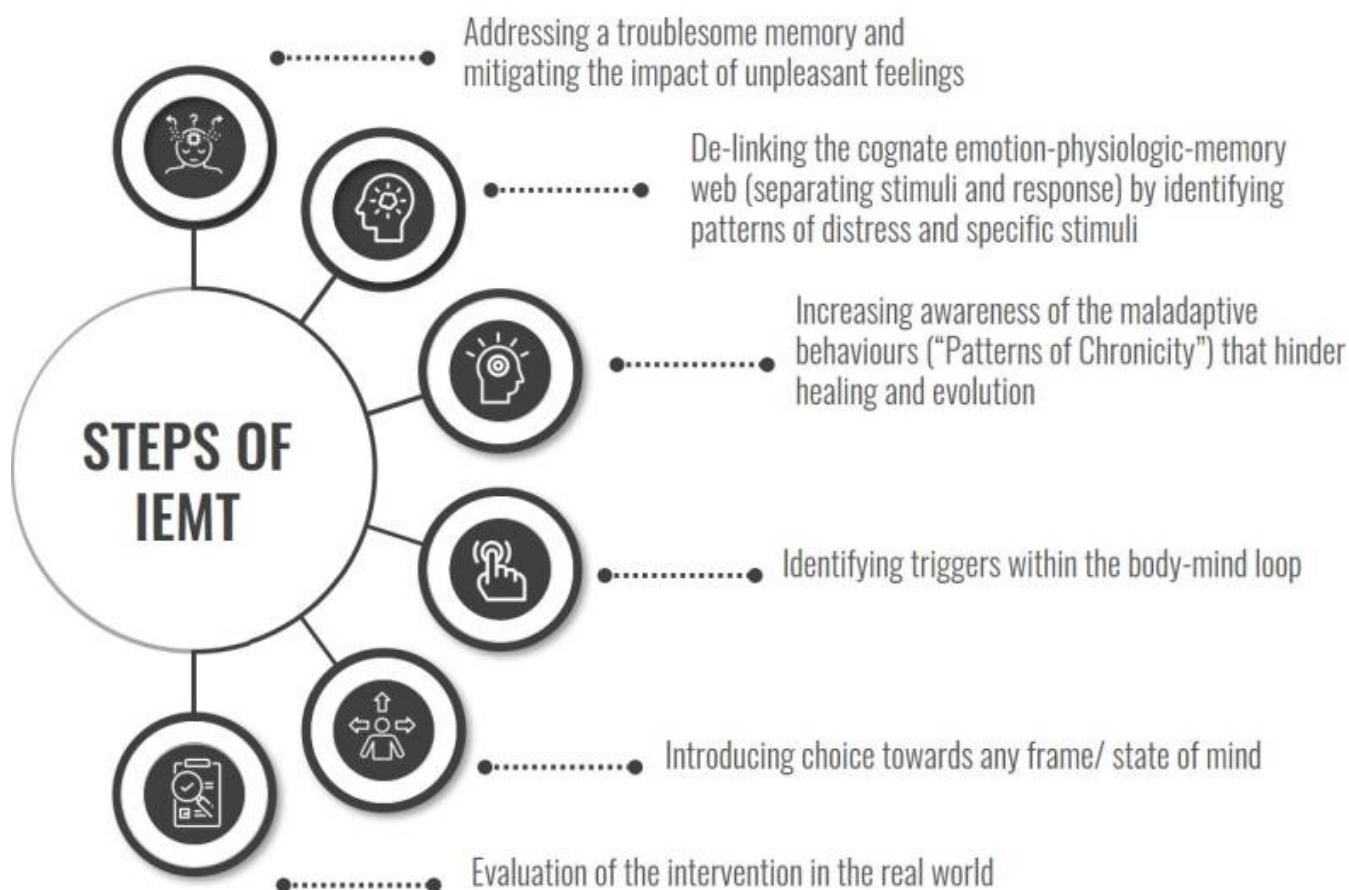 Addressing a troublesome memory and
mitigating the impact of unpleasant feelings
De-linking the cognate emotion-physiologic-memory
web (separating stimuli and response) by identifying
patterns of distress and specific stimuli
Increasing awareness of the maladaptive
behaviours (“Patterns of Chronicity”) that hinder
healing and evolution
STEPS OF
IEMT
Identifying triggers within the body-mind loop
Introducing choice towards any frame/ state of mind
Evaluation of the intervention in the real world